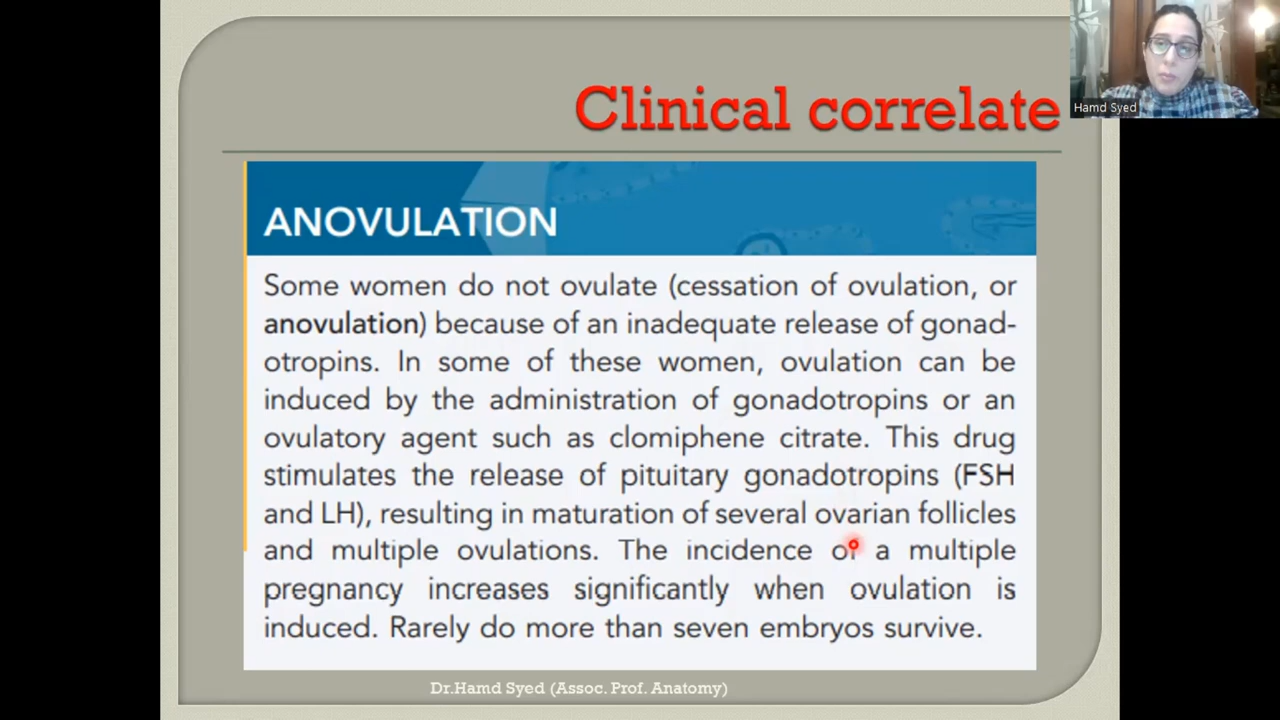 Clinical correlate
Hamd Syed
ANOVULATION
Some women do not ovulate (cessation of ovulation, or
anovulation) because of an inadequate release of gonad-
otropins. In some of these women, ovulation can be
induced by the administration of gonadotropins or an
ovulatory agent such as clomiphene citrate. This drug
stimulates the release of pituitary gonadotropins (FSH
and LH), resulting in maturation of several ovarian follicles
and multiple ovulations. The incidence of a multiple
pregnancy increases significantly when ovulation is
induced. Rarely do more than seven embryos survive.
Dr.Hamd Syed (Assoc. Prof. Anatomy)